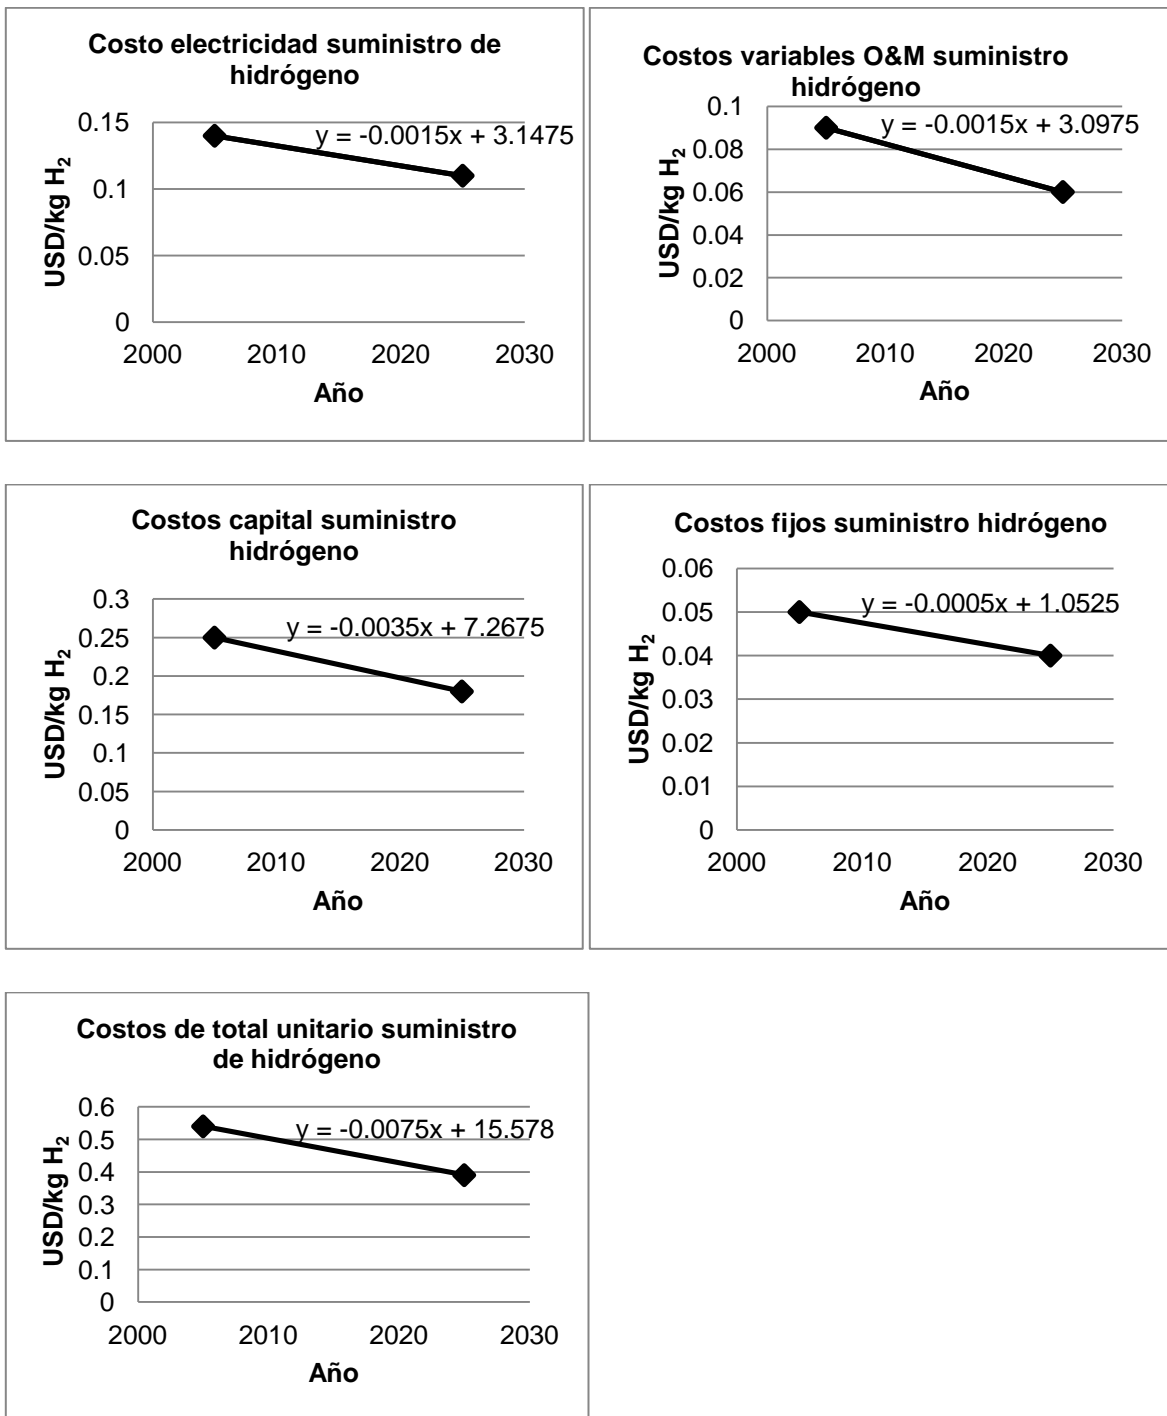 Costo electricidad suministro de
hidrógeno
USD/kg H₂
0.15
0.1
0.05
0
y = -0.0015x + 3.1475
2000 2010 2020 2030
Año
Costos variables O&M suministro
hidrógeno
USD/kg H₂
0.1
0.08
0.06
0.04
0.02
0
y = -0.0015x + 3.0975
2000 2010 2020 2030
Año
Costos capital suministro
hidrógeno
USD/kg H₂
0.3
0.25
0.2
0.15
0.1
0.05
0
y = -0.0035x + 7.2675
2000 2010 2020 2030
Año
Costos fijos suministro hidrógeno
USD/kg H₂
0.06
0.05
0.04
0.03
0.02
0.01
0
y = -0.0005x + 1.0525
2000 2010 2020 2030
Año
Costos de total unitario suministro
de hidrógeno
USD/kg H₂
0.6
0.5
0.4
0.3
0.2
0.1
0
y = -0.0075x + 15.578
2000 2010 2020 2030
Año